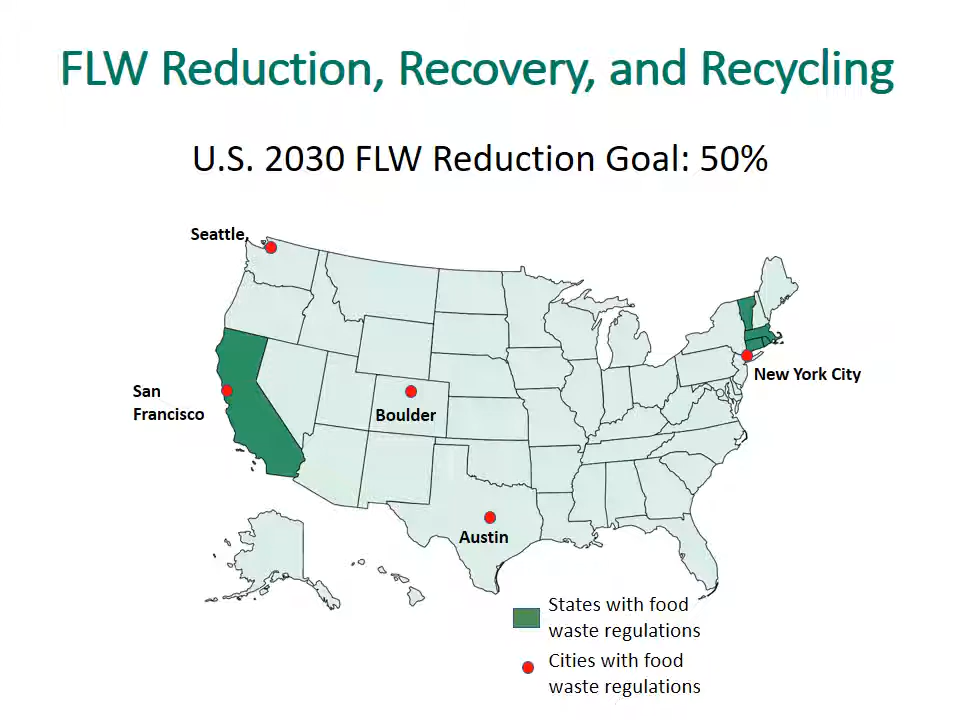 FLW Reduction, Recovery, and Recycling
U.S. 2030 FLW Reduction Goal: 50%
Seattle
New York City
San
Francisco
Boulder
Austin
States with food
waste regulations
Cities with food
waste regulations